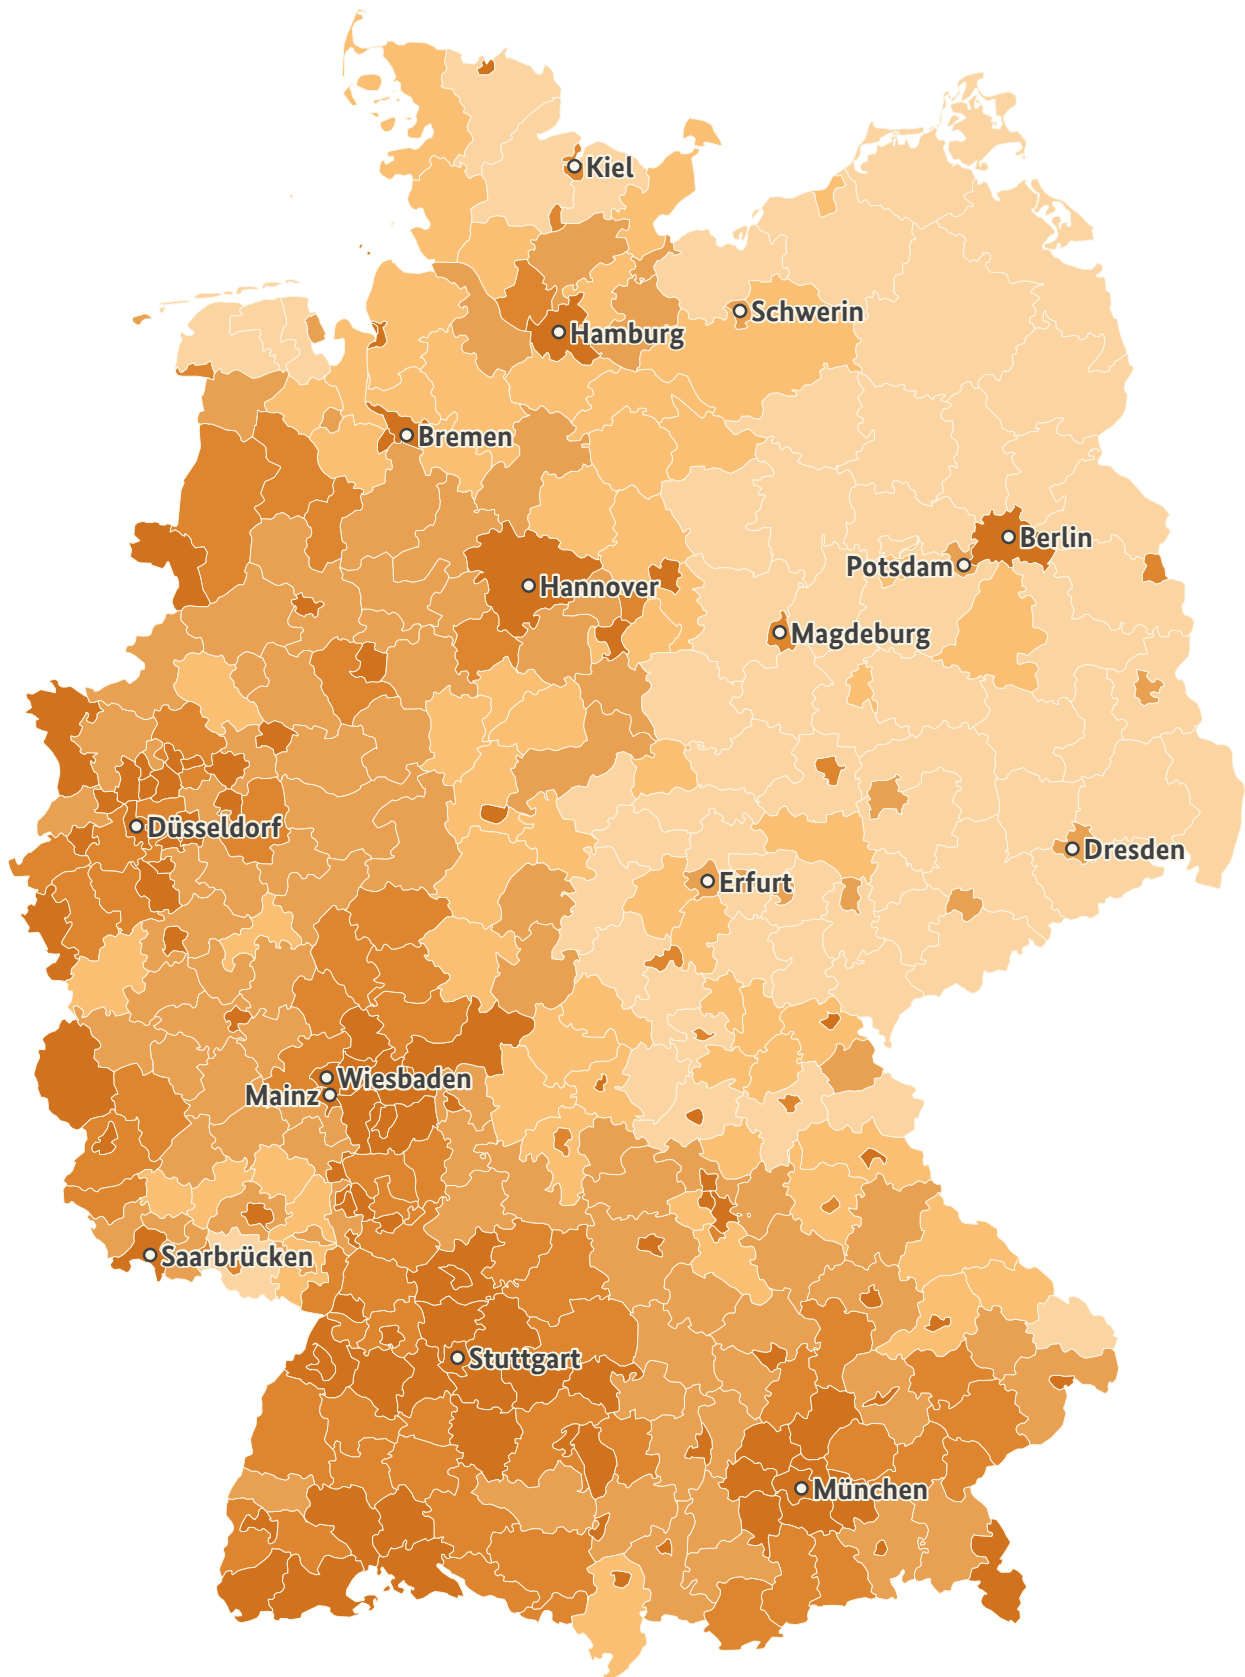 Kiel
Schwerin
Hamburg
Bremen
Berlin
Potsdam
Hannover
Magdeburg
Düsseldorf
Dresden
Erfurt
Wiesbaden
Mainz
Saarbrücken
Stuttgart
München